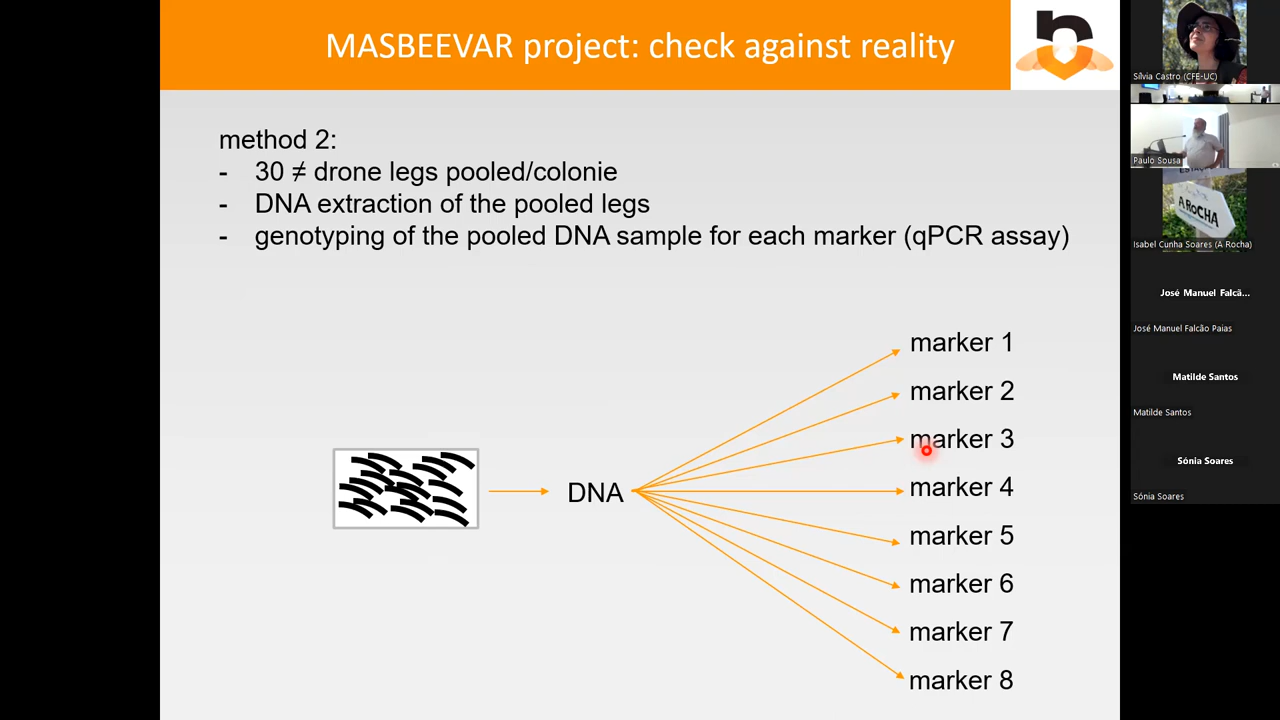 MASBEEVAR project: check against reality
method 2:
- 30 ≠ drone legs pooled/colonie
- DNA extraction of the pooled legs
- genotyping of the pooled DNA sample for each marker (qPCR assay)
DNA
marker 1
marker 2
marker 3
marker 4
marker 5
marker 6
marker 7
marker 8
Sílvia Castro (CFE-UC)
Paulo Sousa
A ROCHA
Isabel Cunha Soares (A Rocha)
José Manuel Falcã...
José Manuel Falcão Paias
Matilde Santos
Matilde Santos
Sónia Soares
Sónia Soares